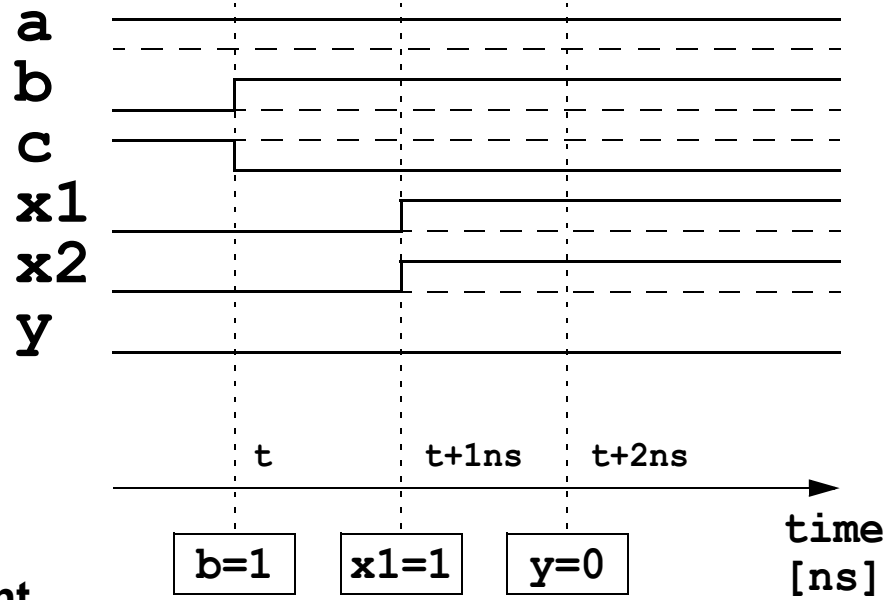 a
b
c
x1
x2
y
t t+1ns t+2ns
time
[ns]
b=1 x1=1 y=0